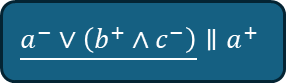 a⁻ ∨ (b⁺ ∧ c⁻) ∥ a⁺